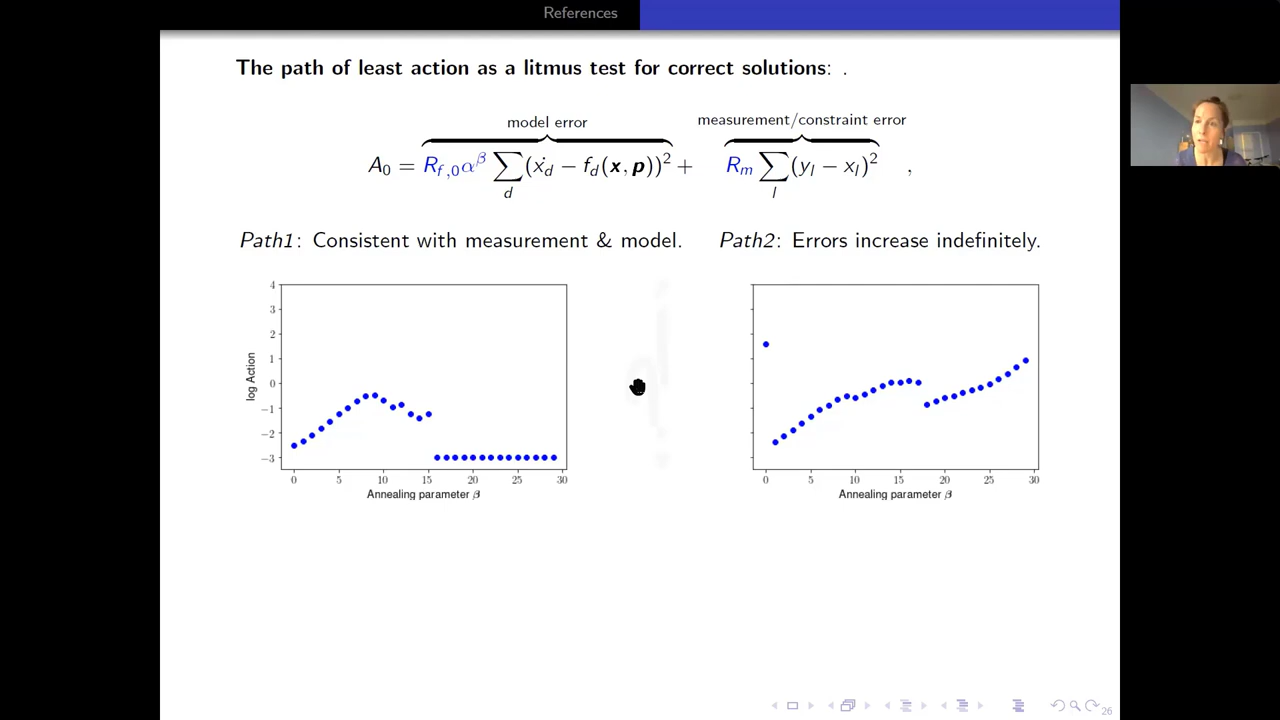 References
The path of least action as a litmus test for correct solutions: .
model error
measurement/constraint error
A₀ = R_{f,0}α^β ∑_d (ẋ_d − f_d(x, p))² + R_m ∑_l (y_l − x_l)² ,
Path1: Consistent with measurement & model.
Path2: Errors increase indefinitely.
log Action
4
3
2
1
0
−1
−2
−3
0 5 10 15 20 25 30
Annealing parameter β
0 5 10 15 20 25 30
Annealing parameter β
26